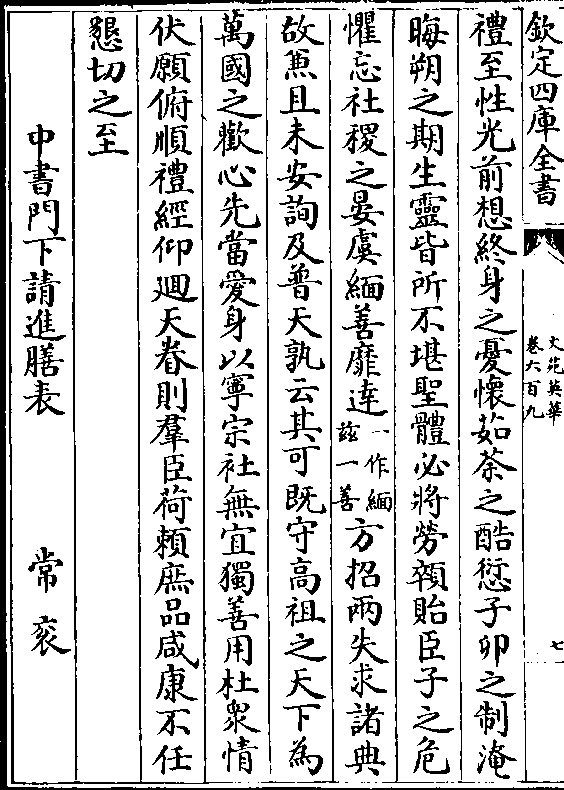 欽定四庫全書
文苑英華
卷六百九
七
禮至性光前想終身之憂懷茹荼之酷愆子卯之制淹
晦朔之期生靈皆所不堪聖體必將勞顇貽臣子之危
懼忘社稷之晏虞緬善靡達
一作緬
茲一善
方招兩失求諸典
故焄且未安詢及普天孰云其可既守高祖之天下為
萬國之歡心先當愛身以寧宗社無宜獨善用杜衆情
伏願俯順禮經仰迴天眷則羣臣荷賴庶品咸康不任
懇切之至
中書門下請進膳表
常袞